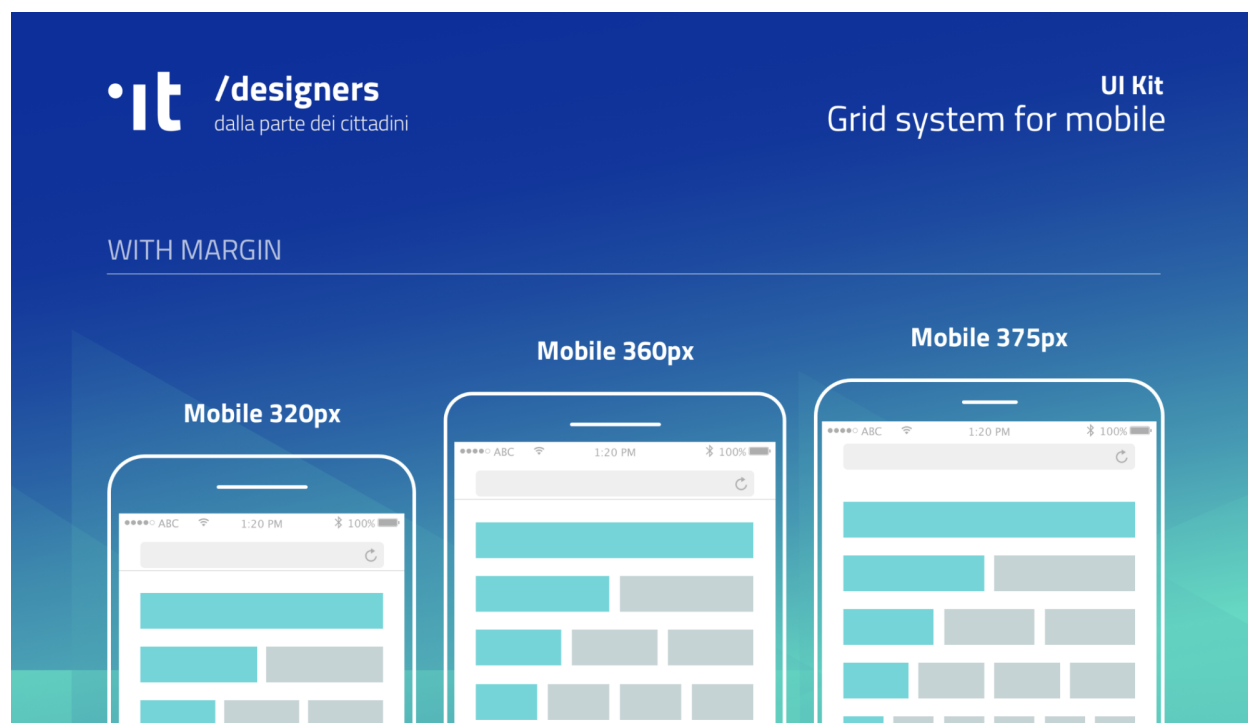 ·it
/designers
dalla parte dei cittadini
UI Kit
Grid system for mobile
WITH MARGIN
Mobile 320px
Mobile 360px
Mobile 375px
ABC 1:20 PM 100%
ABC 1:20 PM 100%
ABC 1:20 PM 100%